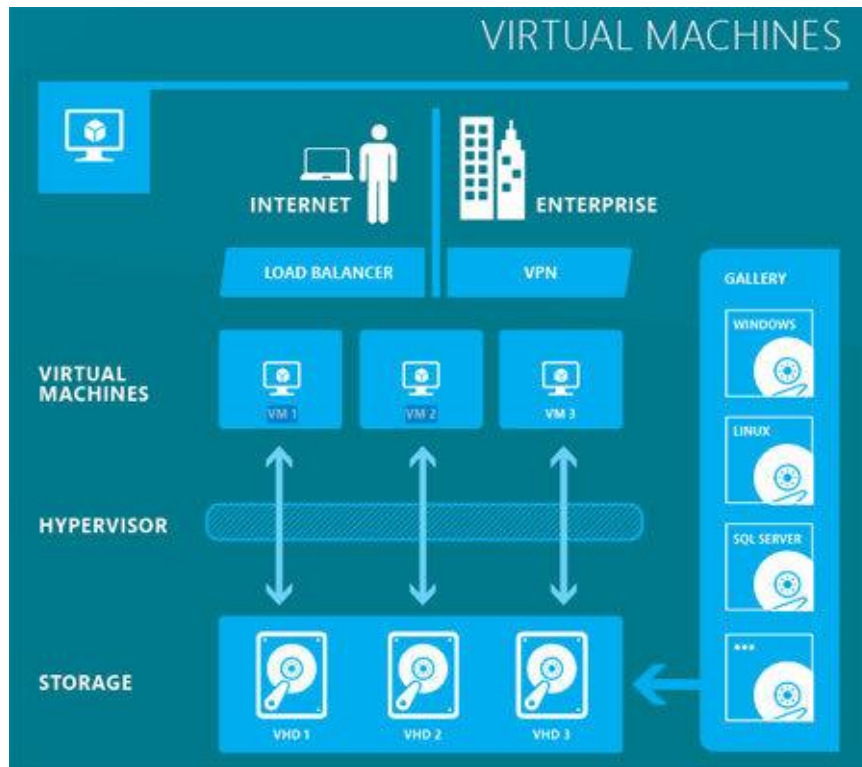 VIRTUAL MACHINES
INTERNET
ENTERPRISE
LOAD BALANCER
VPN
GALLERY
WINDOWS
VIRTUAL
MACHINES
VM 1
VM 2
VM 3
LINUX
HYPERVISOR
SQL SERVER
•••
STORAGE
VHD 1
VHD 2
VHD 3